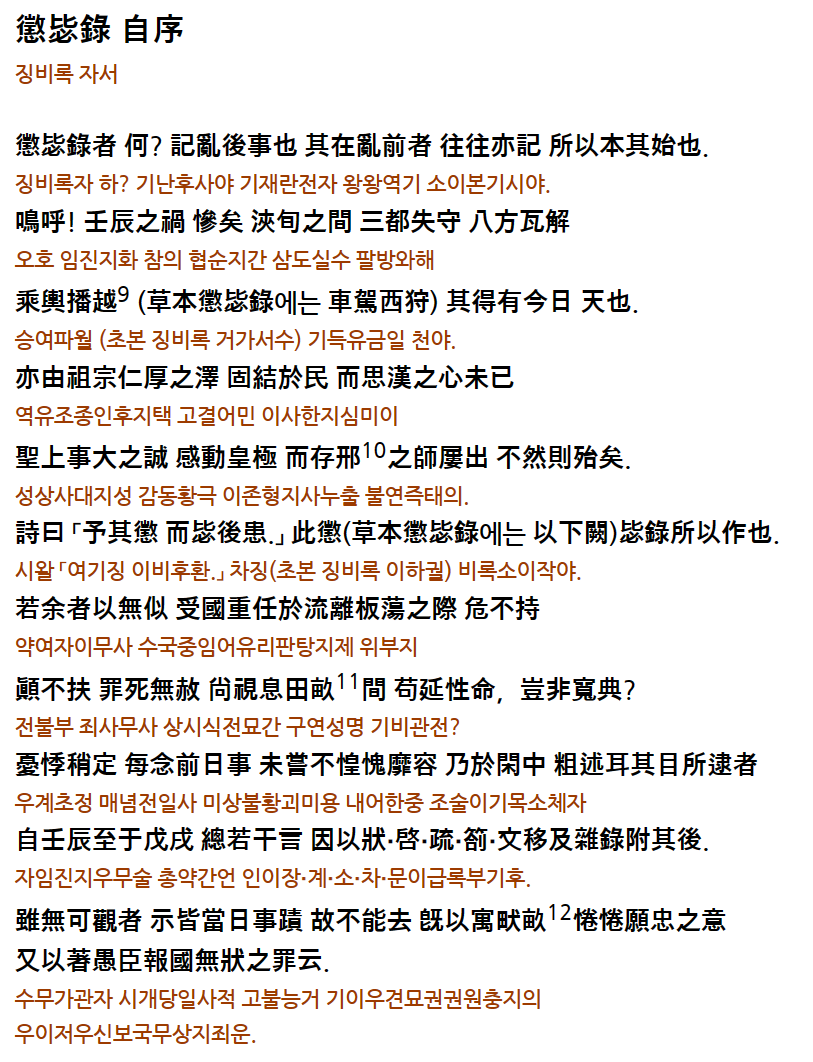 懲毖錄 自序
징비록 자서
懲毖錄者 何? 記亂後事也 其在亂前者 往往亦記 所以本其始也.
징비록자 하? 기난후사야 기재란전자 왕왕역기 소이본기시야.
嗚呼! 壬辰之禍 慘矣 浹旬之間 三都失守 八方瓦解
오호 임진지화 참의 협순지간 삼도실수 팔방와해
乘輿播越9 (草本懲毖錄에는 車駕西狩) 其得有今日 天也.
승여파월 (초본 징비록 거가서수) 기득유금일 천야.
亦由祖宗仁厚之澤 固結於民 而思漢之心未已
역유조종인후지택 고결어민 이사한지심미이
聖上事大之誠 感動皇極 而存邢10之師屢出 不然則殆矣.
성상사대지성 감동황극 이존형지사누출 불연즉태의.
詩曰「予其懲 而毖後患.」此懲(草本懲毖錄에는 以下闕)毖錄所以作也.
시왈「여기징 이비후환.」차징(초본 징비록 이하궐) 비록소이작야.
若余者以無似 受國重任於流離板蕩之際 危不持
약여자이무사 수국중임어유리판탕지제 위부지
顚不扶 罪死無赦 尙視息田畝11間 苟延性命, 豈非寬典?
전불부 죄사무사 상시식전묘간 구연성명 기비관전?
憂悸稍定 每念前日事 未嘗不惶愧靡容 乃於閑中 粗述耳其目所逮者
우계초정 매념전일사 미상불황괴미용 내어한중 조술이기목소체자
自壬辰至于戊戌 總若干言 因以狀·啓·疏·箚·文移及雜錄附其後.
자임진지우무술 총약간언 인이장·계·소·차·문이급록부기후.
雖無可觀者 示皆當日事蹟 故不能去 旣以寓畎畝12惓惓願忠之意
又以著愚臣報國無狀之罪云.
수무가관자 시개당일사적 고불능거 기이우견묘권권원충지의
우이저우신보국무상지죄운.